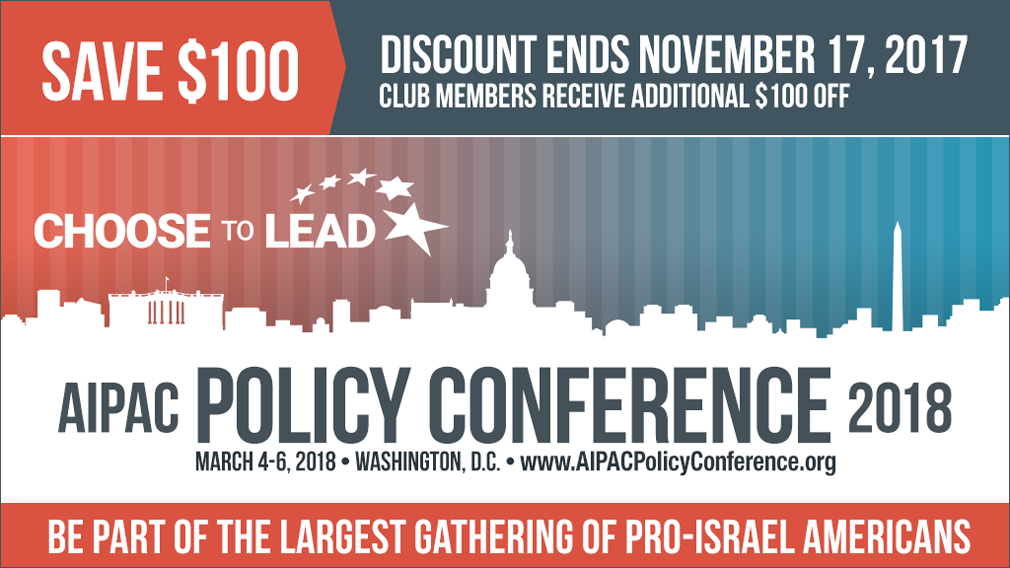 SAVE $100
DISCOUNT ENDS NOVEMBER 17, 2017
CLUB MEMBERS RECEIVE ADDITIONAL $100 OFF
CHOOSE TO LEAD
AIPAC POLICY CONFERENCE 2018
MARCH 4-6, 2018 • WASHINGTON, D.C. • www.AIPACPolicyConference.org
BE PART OF THE LARGEST GATHERING OF PRO-ISRAEL AMERICANS